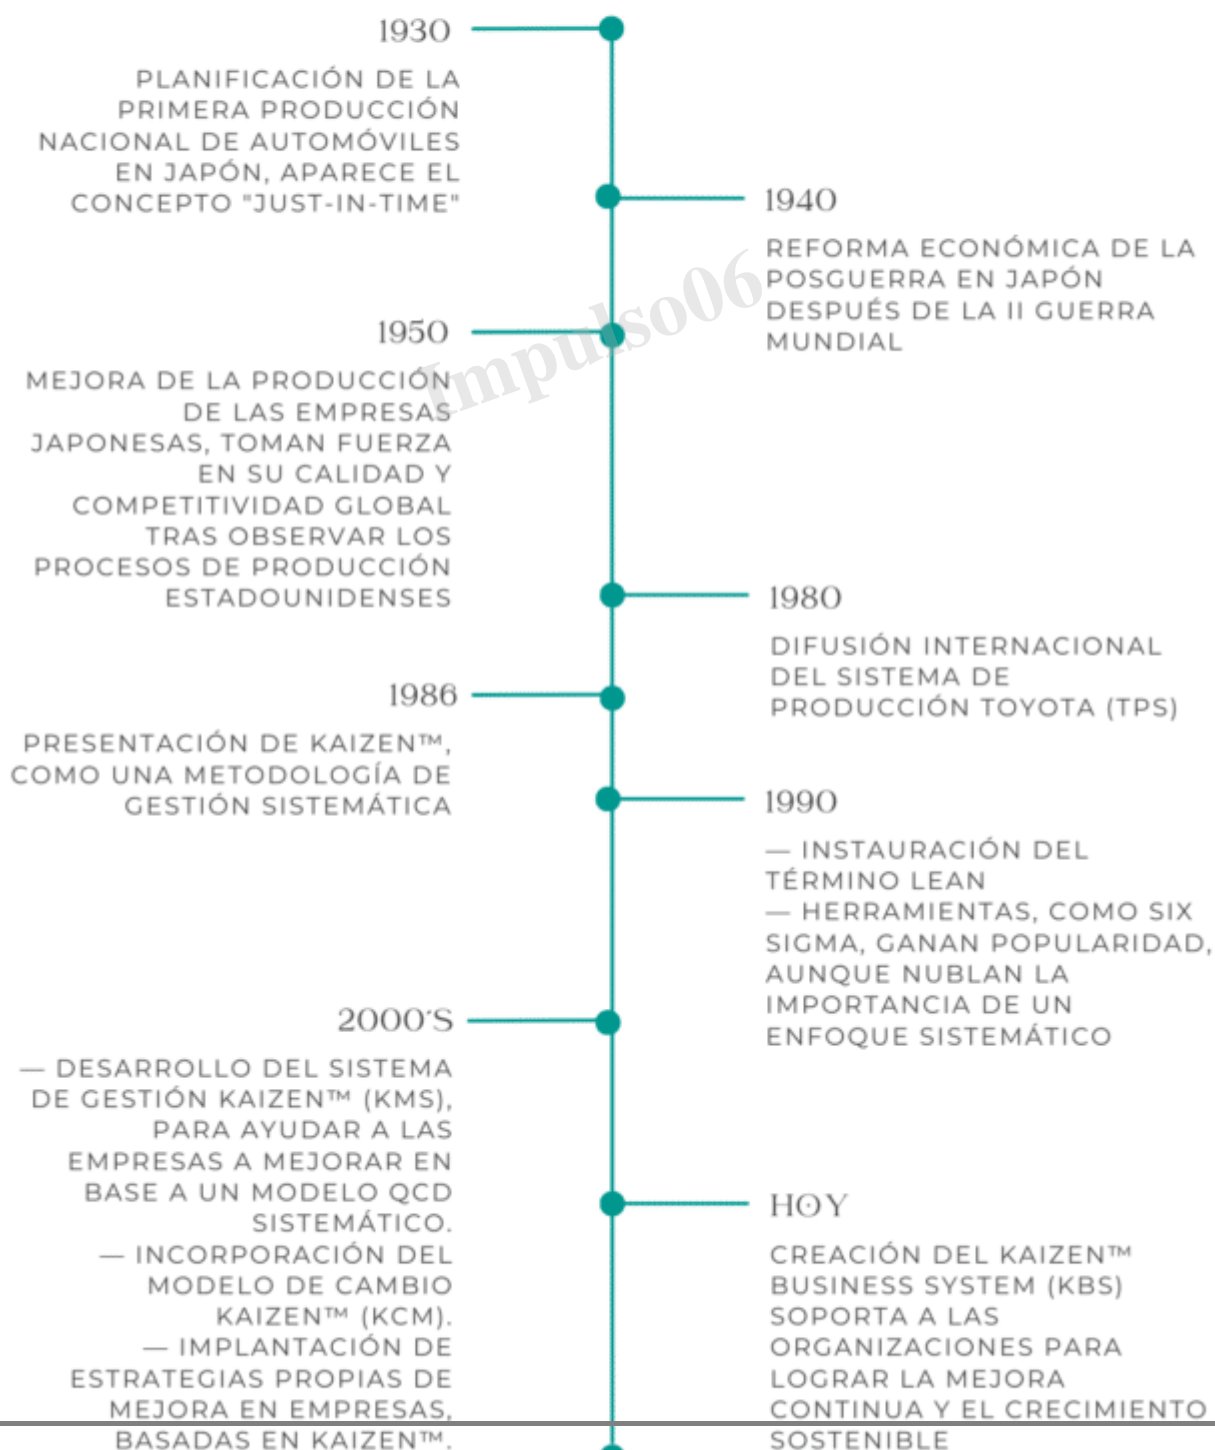 1930
PLANIFICACIÓN DE LA
PRIMERA PRODUCCIÓN
NACIONAL DE AUTOMÓVILES
EN JAPÓN, APARECE EL
CONCEPTO "JUST-IN-TIME"
1940
REFORMA ECONÓMICA DE LA
POSGUERRA EN JAPÓN
DESPUÉS DE LA II GUERRA
MUNDIAL
Impulso06
1950
MEJORA DE LA PRODUCCIÓN
DE LAS EMPRESAS
JAPONESAS, TOMAN FUERZA
EN SU CALIDAD Y
COMPETITIVIDAD GLOBAL
TRAS OBSERVAR LOS
PROCESOS DE PRODUCCIÓN
ESTADOUNIDENSES
1980
DIFUSIÓN INTERNACIONAL
DEL SISTEMA DE
PRODUCCIÓN TOYOTA (TPS)
1986
PRESENTACIÓN DE KAIZEN™,
COMO UNA METODOLOGÍA DE
GESTIÓN SISTEMÁTICA
1990
— INSTAURACIÓN DEL
TÉRMINO LEAN
— HERRAMIENTAS, COMO SIX
SIGMA, GANAN POPULARIDAD,
AUNQUE NUBLAN LA
IMPORTANCIA DE UN
ENFOQUE SISTEMÁTICO
2000´S
— DESARROLLO DEL SISTEMA
DE GESTIÓN KAIZEN™ (KMS),
PARA AYUDAR A LAS
EMPRESAS A MEJORAR EN
BASE A UN MODELO QCD
SISTEMÁTICO.
— INCORPORACIÓN DEL
MODELO DE CAMBIO
KAIZEN™ (KCM).
— IMPLANTACIÓN DE
ESTRATEGIAS PROPIAS DE
MEJORA EN EMPRESAS,
BASADAS EN KAIZEN™.
HOY
CREACIÓN DEL KAIZEN™
BUSINESS SYSTEM (KBS)
SOPORTA A LAS
ORGANIZACIONES PARA
LOGRAR LA MEJORA
CONTINUA Y EL CRECIMIENTO
SOSTENIBLE